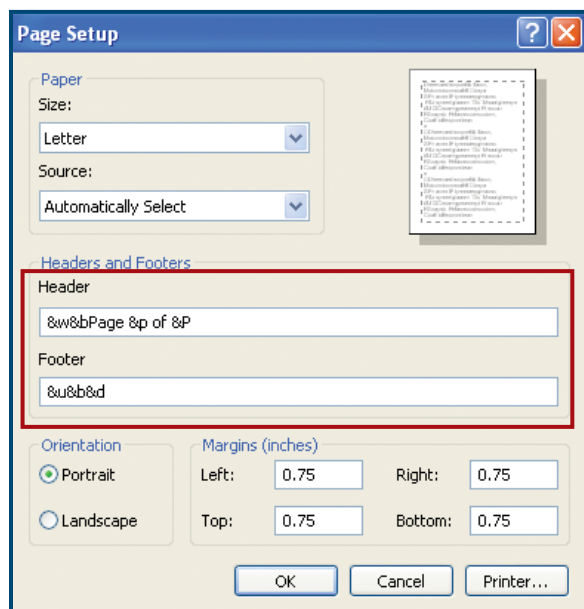 Page Setup
Paper
Size:
Letter
Source:
Automatically Select
Headers and Footers
Header
&w&bPage &p of &P
Footer
&u&b&d
Orientation
Portrait
Landscape
Margins (inches)
Left: 0.75 Right: 0.75
Top: 0.75 Bottom: 0.75
OK Cancel Printer...